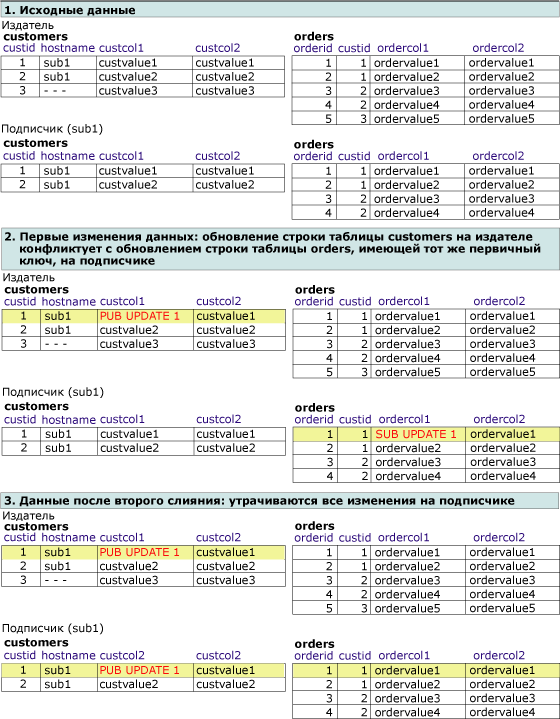 1. Исходные данные
Издатель
customers orders
custid hostname custcol1 custcol2 orderid custid ordercol1 ordercol2
1 sub1 custvalue1 custvalue1 1 1 ordervalue1 ordervalue1
2 sub1 custvalue2 custvalue2 2 1 ordervalue2 ordervalue2
3 - - - custvalue3 custvalue3 3 2 ordervalue3 ordervalue3
4 2 ordervalue4 ordervalue4
5 3 ordervalue5 ordervalue5
Подписчик (sub1)
customers orders
custid hostname custcol1 custcol2 orderid custid ordercol1 ordercol2
1 sub1 custvalue1 custvalue1 1 1 ordervalue1 ordervalue1
2 sub1 custvalue2 custvalue2 2 1 ordervalue2 ordervalue2
3 2 ordervalue3 ordervalue3
4 2 ordervalue4 ordervalue4
2. Первые изменения данных: обновление строки таблицы customers на издателе
конфликтует с обновлением строки таблицы orders, имеющей тот же первичный
ключ, на подписчике
Издатель
customers orders
custid hostname custcol1 custcol2 orderid custid ordercol1 ordercol2
1 sub1 PUB UPDATE 1 custvalue1 1 1 ordervalue1 ordervalue1
2 sub1 custvalue2 custvalue2 2 1 ordervalue2 ordervalue2
3 - - - custvalue3 custvalue3 3 2 ordervalue3 ordervalue3
4 2 ordervalue4 ordervalue4
5 3 ordervalue5 ordervalue5
Подписчик (sub1)
customers orders
custid hostname custcol1 custcol2 orderid custid ordercol1 ordercol2
1 sub1 custvalue1 custvalue1 1 1 SUB UPDATE 1 ordervalue1
2 sub1 custvalue2 custvalue2 2 1 ordervalue2 ordervalue2
3 2 ordervalue3 ordervalue3
4 2 ordervalue4 ordervalue4
3. Данные после второго слияния: утрачиваются все изменения на подписчике
Издатель
customers orders
custid hostname custcol1 custcol2 orderid custid ordercol1 ordercol2
1 sub1 PUB UPDATE 1 custvalue1 1 1 ordervalue1 ordervalue1
2 sub1 custvalue2 custvalue2 2 1 ordervalue2 ordervalue2
3 - - - custvalue3 custvalue3 3 2 ordervalue3 ordervalue3
4 2 ordervalue4 ordervalue4
5 3 ordervalue5 ordervalue5
Подписчик (sub1)
customers orders
custid hostname custcol2 custcol2 orderid custid ordercol1 ordercol2
1 sub1 PUB UPDATE 1 custvalue1 1 1 ordervalue1 ordervalue1
2 sub1 custvalue2 custvalue2 2 1 ordervalue2 ordervalue2
3 2 ordervalue3 ordervalue3
4 2 ordervalue4 ordervalue4